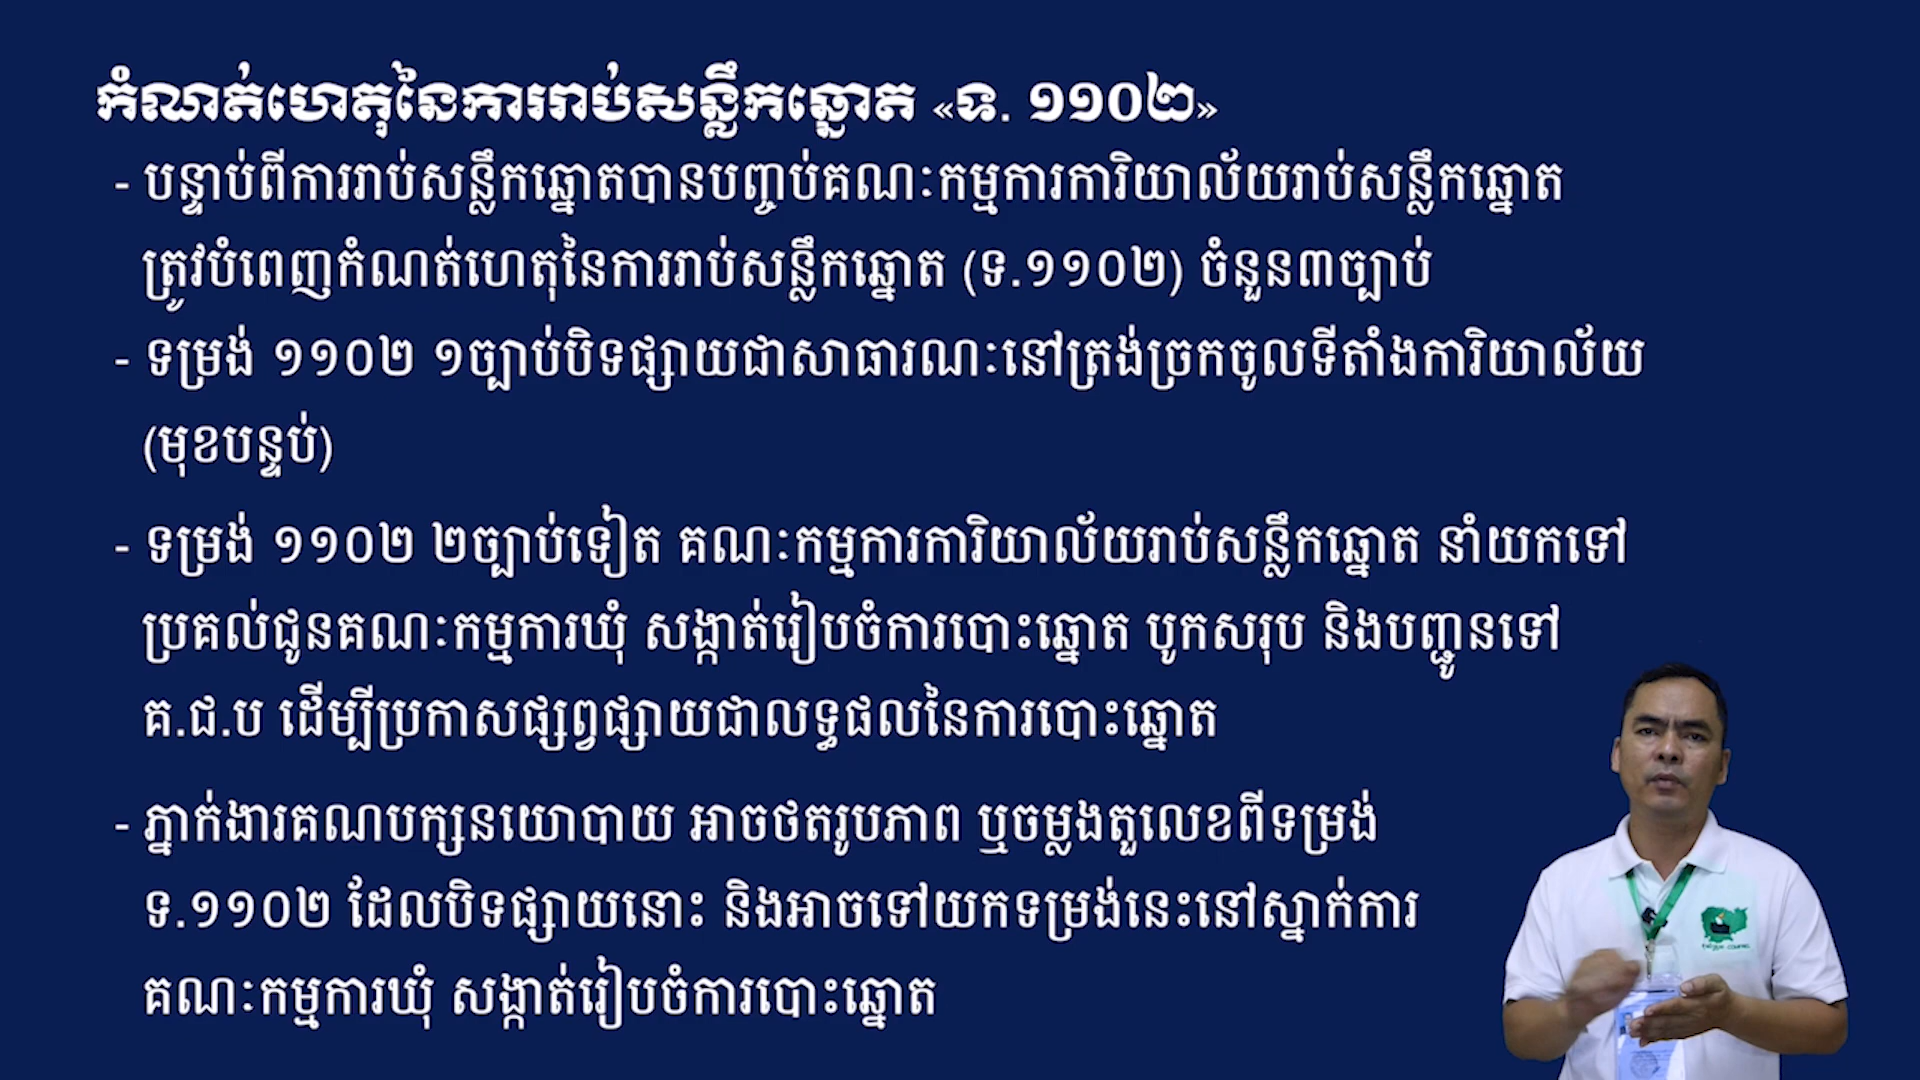 កំណត់ហេតុនៃការរាប់សន្លឹកឆ្នោត «ទ. ១១០២»
- បន្ទាប់ពីការរាប់សន្លឹកឆ្នោតបានបញ្ចប់គណៈកម្មការការិយាល័យរាប់សន្លឹកឆ្នោត
ត្រូវបំពេញកំណត់ហេតុនៃការរាប់សន្លឹកឆ្នោត (ទ.១១០២) ចំនួន៣ច្បាប់
- ទម្រង់ ១១០២ ១ច្បាប់បិទផ្សាយជាសាធារណៈនៅត្រង់ច្រកចូលទីតាំងការិយាល័យ
(មុខបន្ទប់)
- ទម្រង់ ១១០២ ២ច្បាប់ទៀត គណៈកម្មការការិយាល័យរាប់សន្លឹកឆ្នោត នាំយកទៅ
ប្រគល់ជូនគណៈកម្មការឃុំ សង្កាត់រៀបចំការបោះឆ្នោត បូកសរុប និងបញ្ជូនទៅ
គ.ជ.ប ដើម្បីប្រកាសផ្សព្វផ្សាយជាលទ្ធផលនៃការបោះឆ្នោត
- ភ្នាក់ងារគណបក្សនយោបាយ អាចថតរូបភាព ឬចម្លងតួលេខពីទម្រង់
ទ.១១០២ ដែលបិទផ្សាយនោះ និងអាចទៅយកទម្រង់នេះនៅស្នាក់ការ
គណៈកម្មការឃុំ សង្កាត់រៀបចំការបោះឆ្នោត